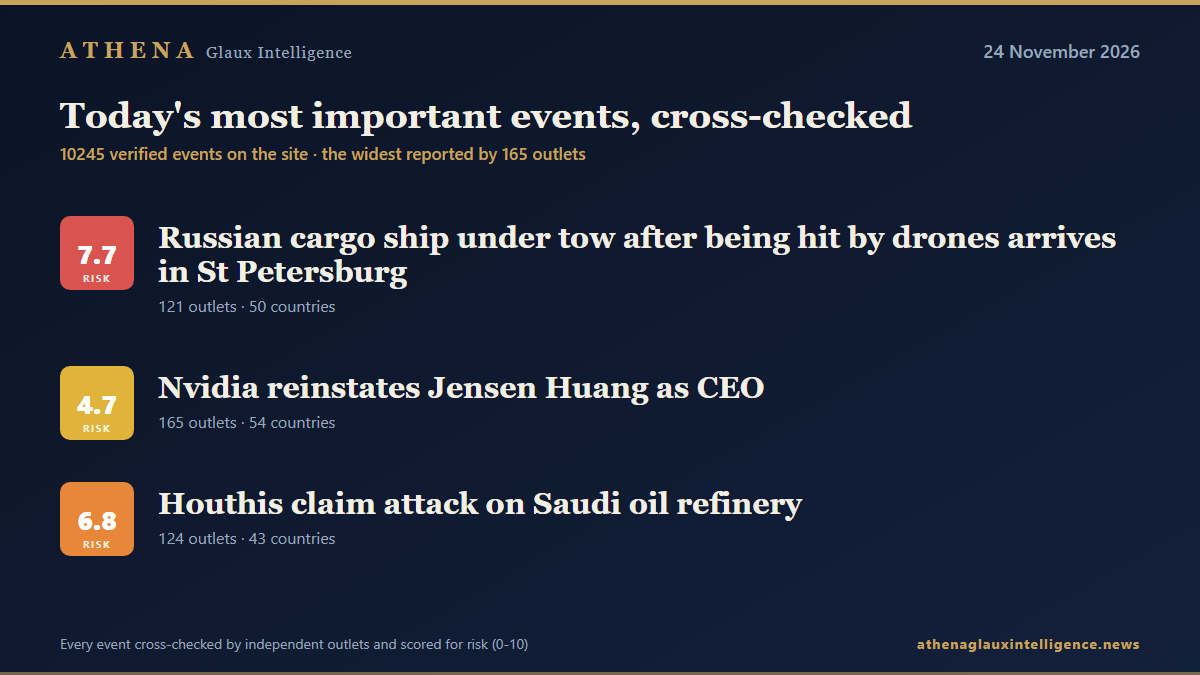 ATHENA Glaux Intelligence
24 November 2026
Today's most important events, cross-checked
10245 verified events on the site · the widest reported by 165 outlets
7.7
RISK
Russian cargo ship under tow after being hit by drones arrives
in St Petersburg
121 outlets · 50 countries
4.7
RISK
Nvidia reinstates Jensen Huang as CEO
165 outlets · 54 countries
6.8
RISK
Houthis claim attack on Saudi oil refinery
124 outlets · 43 countries
Every event cross-checked by independent outlets and scored for risk (0-10)
athenaglauxintelligence.news